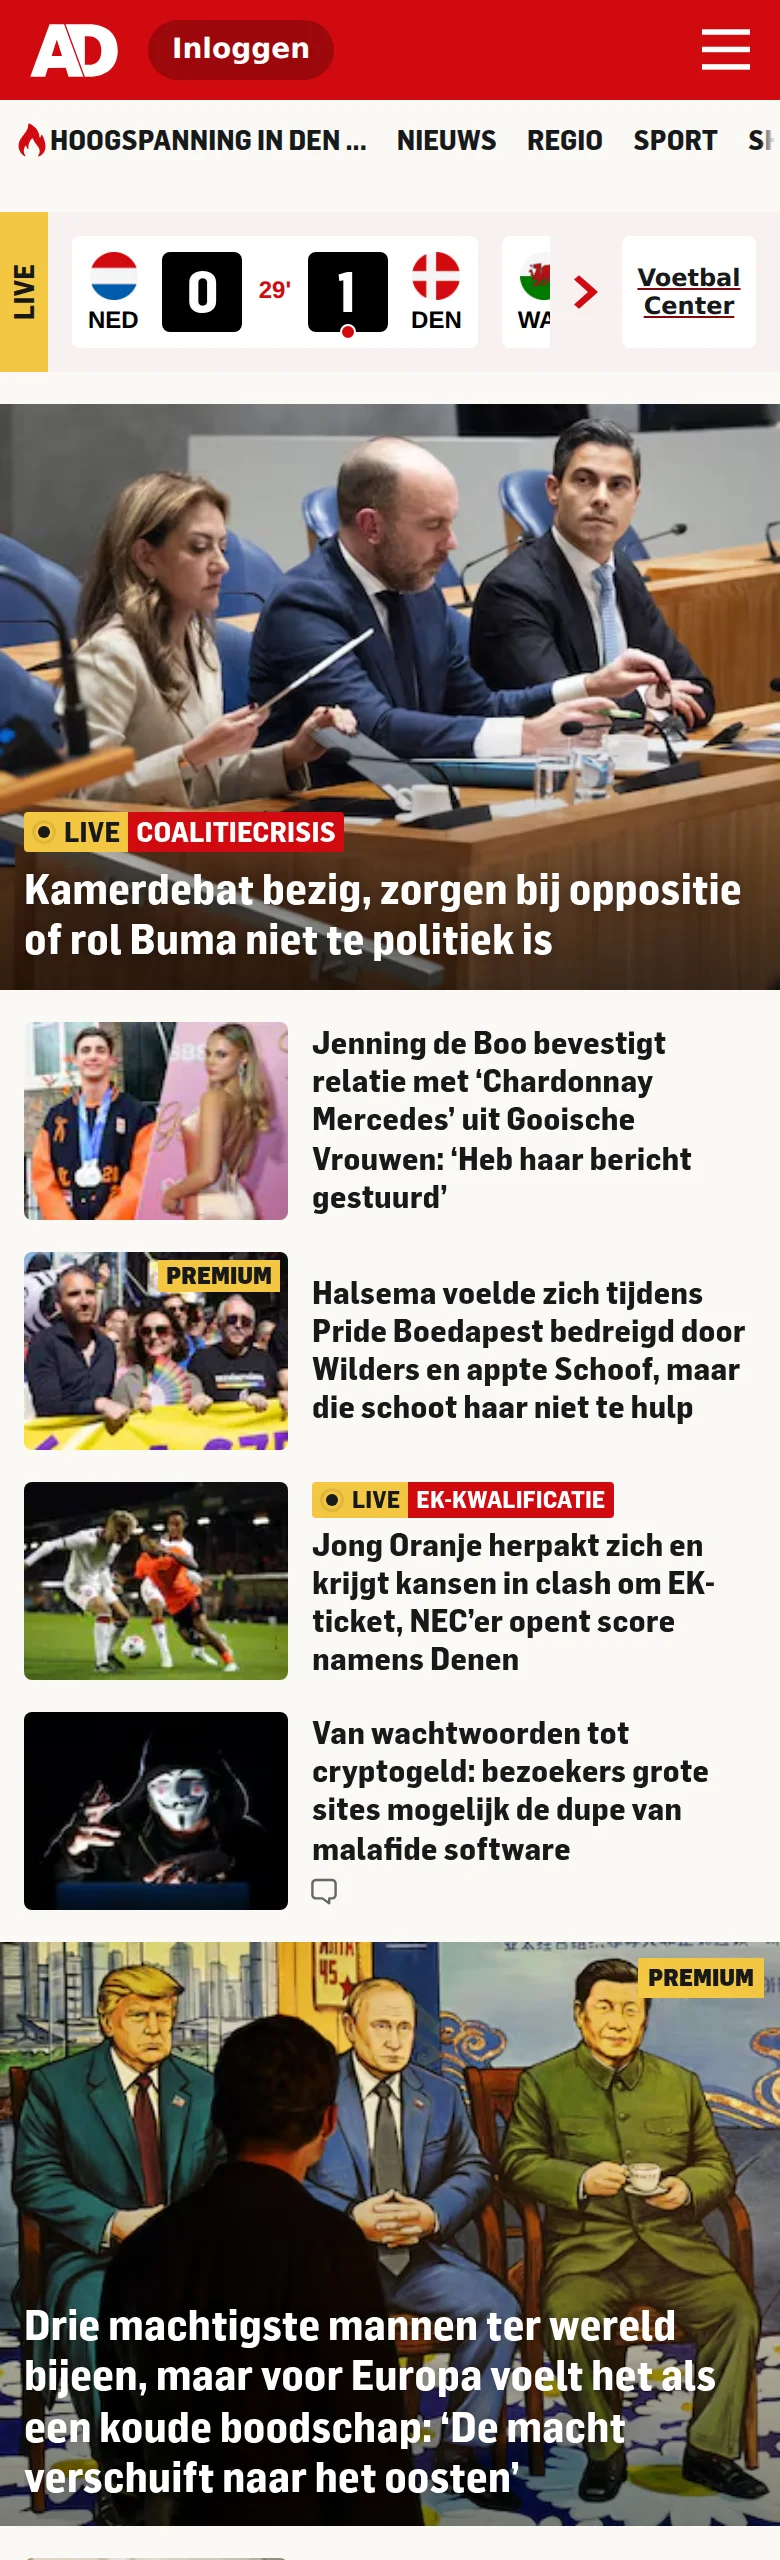 AD
Inloggen
HOOGSPANNING IN DEN ...
NIEUWS
REGIO
SPORT
LIVE
NED
0
29'
1
DEN
WA
Voetbal
Center
LIVE COALITIECRISIS
Kamerdebat bezig, zorgen bij oppositie
of rol Buma niet te politiek is
SBS
Jenning de Boo bevestigt
relatie met ‘Chardonnay
Mercedes’ uit Gooische
Vrouwen: ‘Heb haar bericht
gestuurd’
PREMIUM
Halsema voelde zich tijdens
Pride Boedapest bedreigd door
Wilders en appte Schoof, maar
die schoot haar niet te hulp
LIVE EK-KWALIFICATIE
Jong Oranje herpakt zich en
krijgt kansen in clash om EK-
ticket, NEC’er opent score
namens Denen
Van wachtwoorden tot
cryptogeld: bezoekers grote
sites mogelijk de dupe van
malafide software
45
PREMIUM
Drie machtigste mannen ter wereld
bijeen, maar voor Europa voelt het als
een koude boodschap: ‘De macht
verschuift naar het oosten’